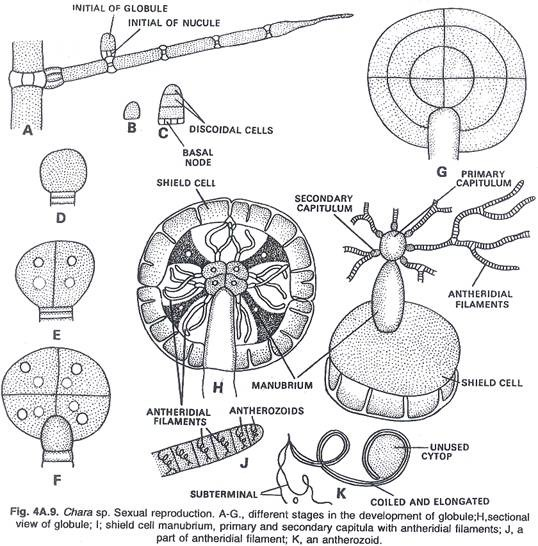 INITIAL OF GLOBULE
INITIAL OF NUCULE
A
B
C
DISCOIDAL CELLS
BASAL
NODE
G
D
SHIELD CELL
PRIMARY
CAPITULUM
SECONDARY
CAPITULUM
ANTHERIDIAL
FILAMENTS
E
H
MANUBRIUM
SHIELD CELL
F
ANTHERIDIAL
FILAMENTS
ANTHEROZOIDS
J
SUBTERMINAL
K
UNUSED
CYTOP
COILED AND ELONGATED
Fig. 4A.9. Chara sp. Sexual reproduction. A-G., different stages in the development of globule;H,sectional
view of globule; I; shield cell manubrium, primary and secondary capitula with antheridial filaments; J, a
part of antheridial filament; K, an antherozoid.